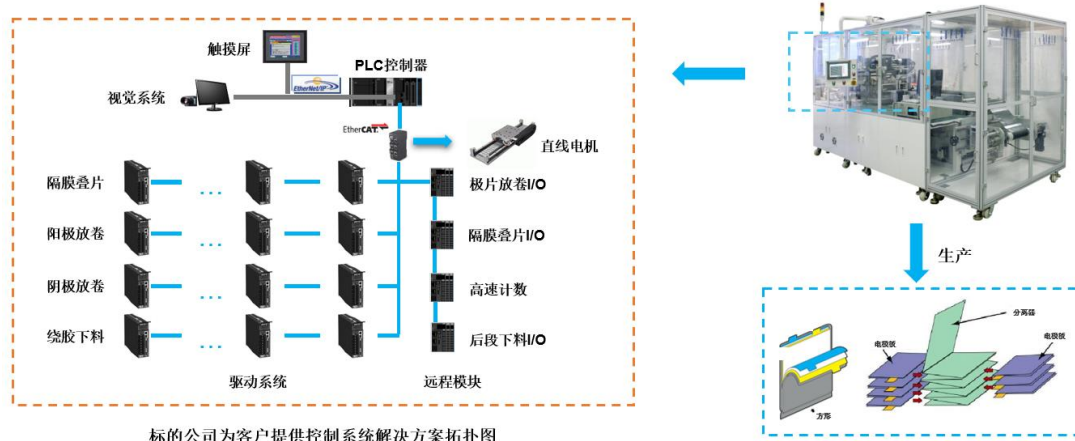 触摸屏
PLC控制器
EtherNet/IP
视觉系统
EtherCAT
直线电机
隔膜叠片
...
极片放卷I/O
阳极放卷
...
隔膜叠片I/O
阴极放卷
...
高速计数
绕胶下料
...
后段下料I/O
驱动系统
远程模块
标的公司为客户提供控制系统解决方案拓扑图
生产
分离器
电极板
电极板
方形